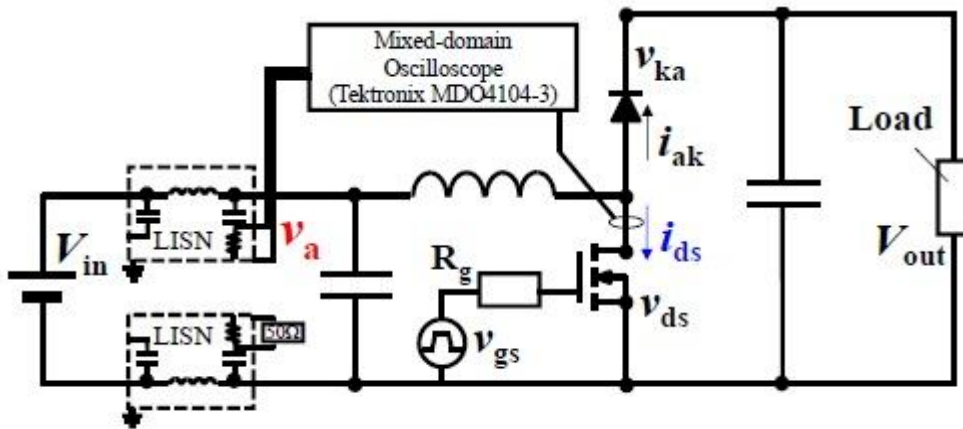 Mixed-domain
Oscilloscope
(Tektronix MDO4104-3)
vka
iak
Load
LISN
va
Vin
ids
Vout
Rg
vds
LISN
50Ω
vgs